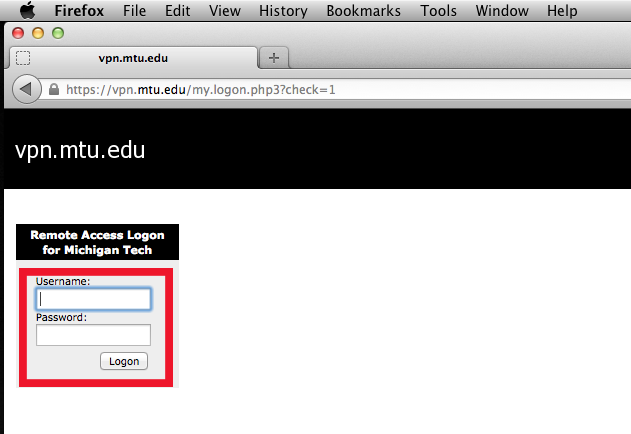 Firefox File Edit View History Bookmarks Tools Window Help
vpn.mtu.edu
https://vpn.mtu.edu/my.logon.php3?check=1
vpn.mtu.edu
Remote Access Logon
for Michigan Tech
Username:
Password:
Logon